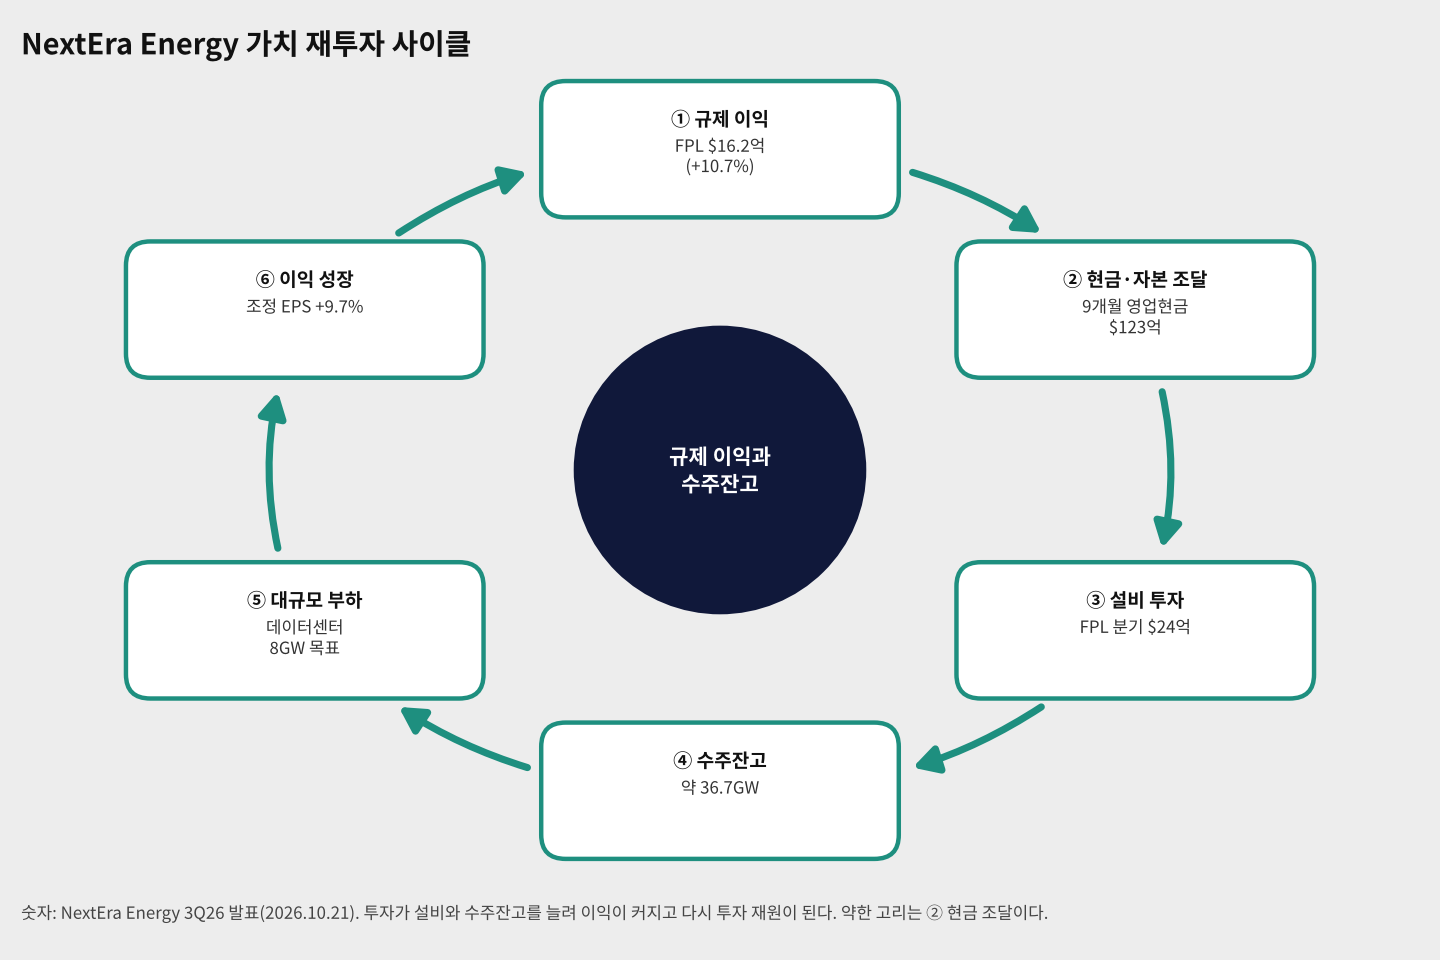 NextEra Energy 가치 재투자 사이클
① 규제 이익
FPL $16.2억
(+10.7%)
② 현금·자본 조달
9개월 영업현금
$123억
③ 설비 투자
FPL 분기 $24억
④ 수주잔고
약 36.7GW
⑤ 대규모 부하
데이터센터
8GW 목표
⑥ 이익 성장
조정 EPS +9.7%
규제 이익과
수주잔고
숫자: NextEra Energy 3Q26 발표(2026.10.21). 투자가 설비와 수주잔고를 늘려 이익이 커지고 다시 투자 재원이 된다. 약한 고리는 ② 현금 조달이다.